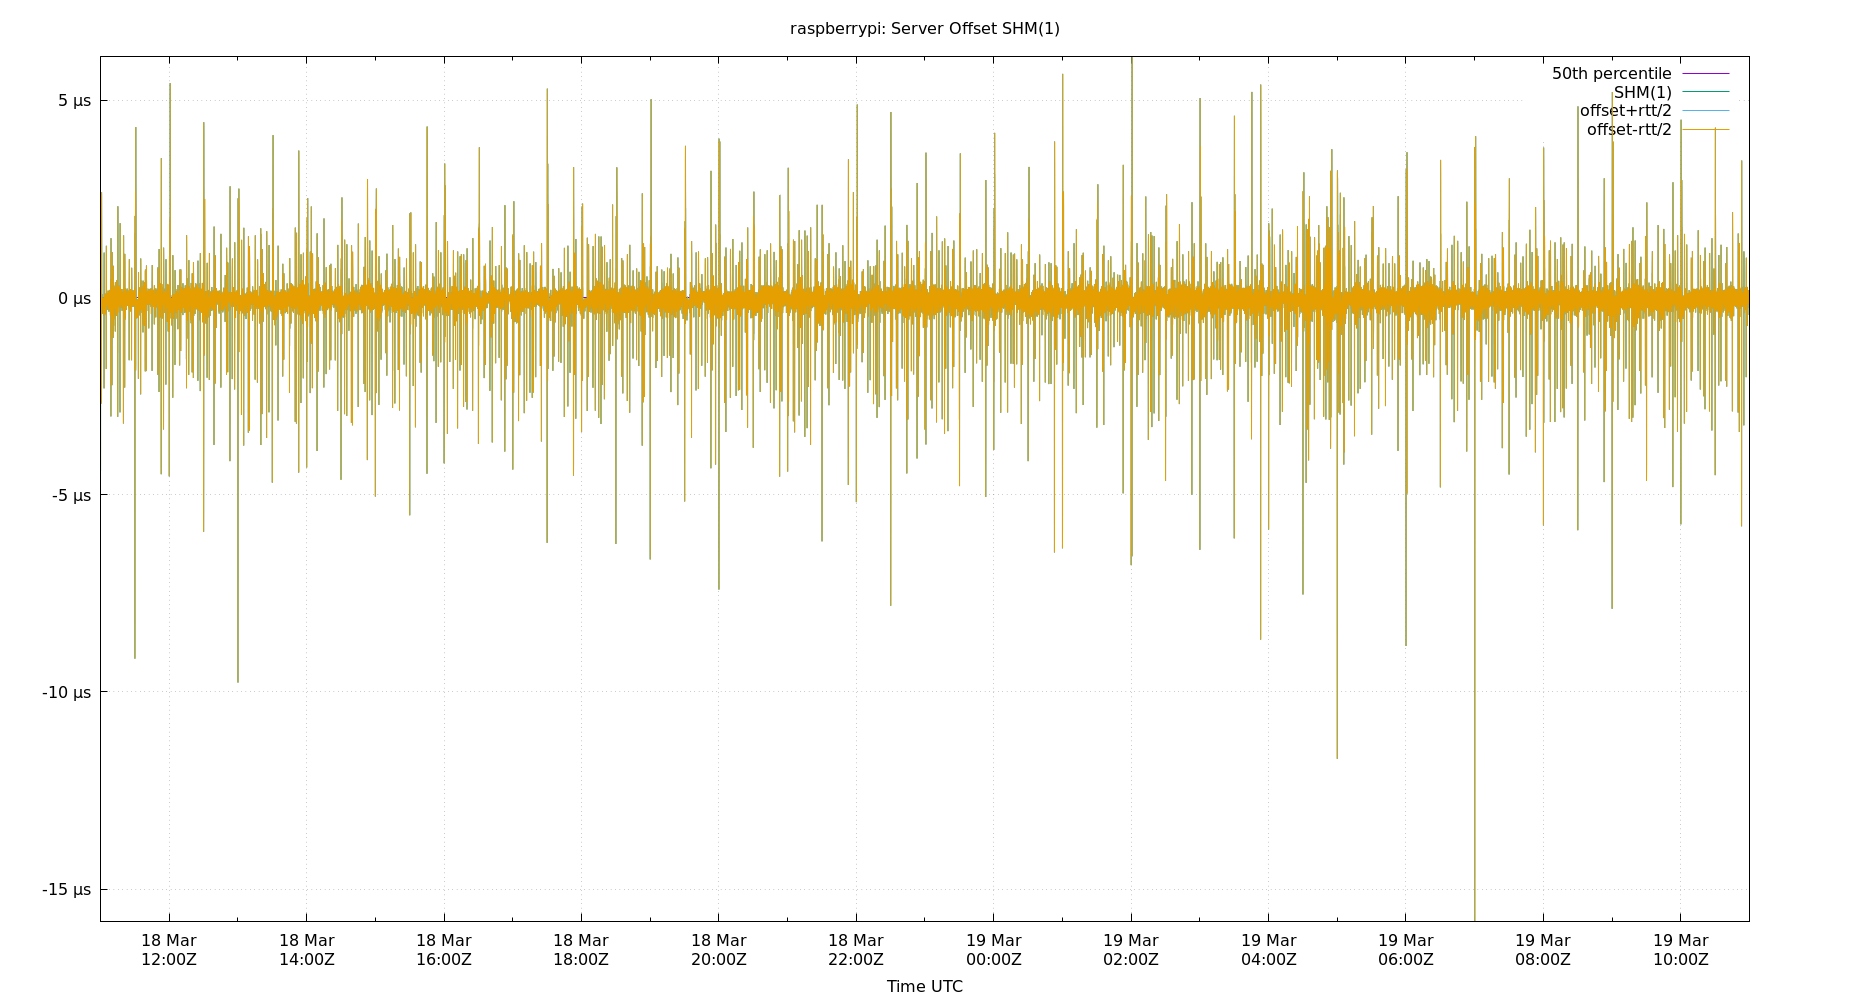 raspberrypi: Server Offset SHM(1)
50th percentile
SHM(1)
offset+rtt/2
offset-rtt/2
5 µs
0 µs
-5 µs
-10 µs
-15 µs
18 Mar 18 Mar 18 Mar 18 Mar 18 Mar 18 Mar 19 Mar 19 Mar 19 Mar 19 Mar 19 Mar 19 Mar
12:00Z 14:00Z 16:00Z 18:00Z 20:00Z 22:00Z 00:00Z 02:00Z 04:00Z 06:00Z 08:00Z 10:00Z
Time UTC